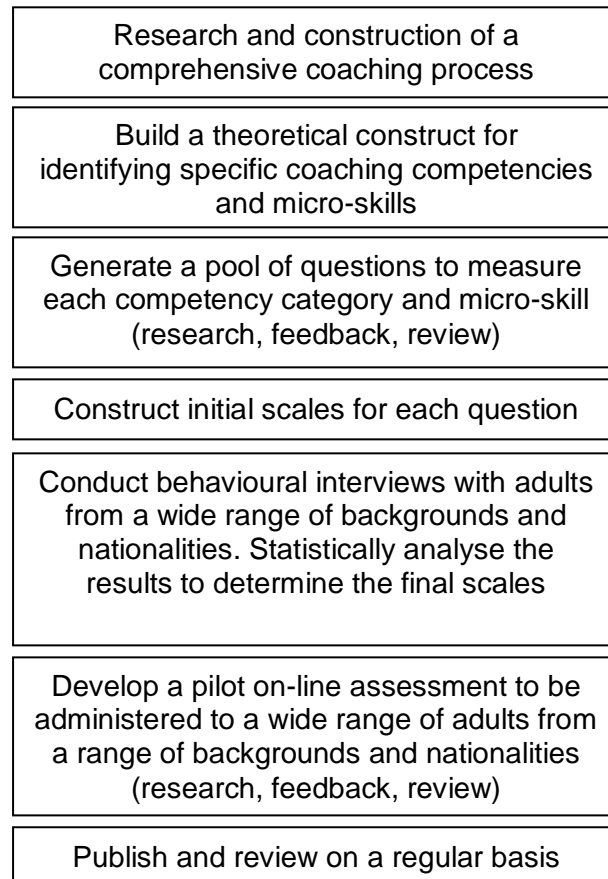 Research and construction of a
comprehensive coaching process
Build a theoretical construct for
identifying specific coaching competencies
and micro-skills
Generate a pool of questions to measure
each competency category and micro-skill
(research, feedback, review)
Construct initial scales for each question
Conduct behavioural interviews with adults
from a wide range of backgrounds and
nationalities. Statistically analyse the
results to determine the final scales
Develop a pilot on-line assessment to be
administered to a wide range of adults from
a range of backgrounds and nationalities
(research, feedback, review)
Publish and review on a regular basis